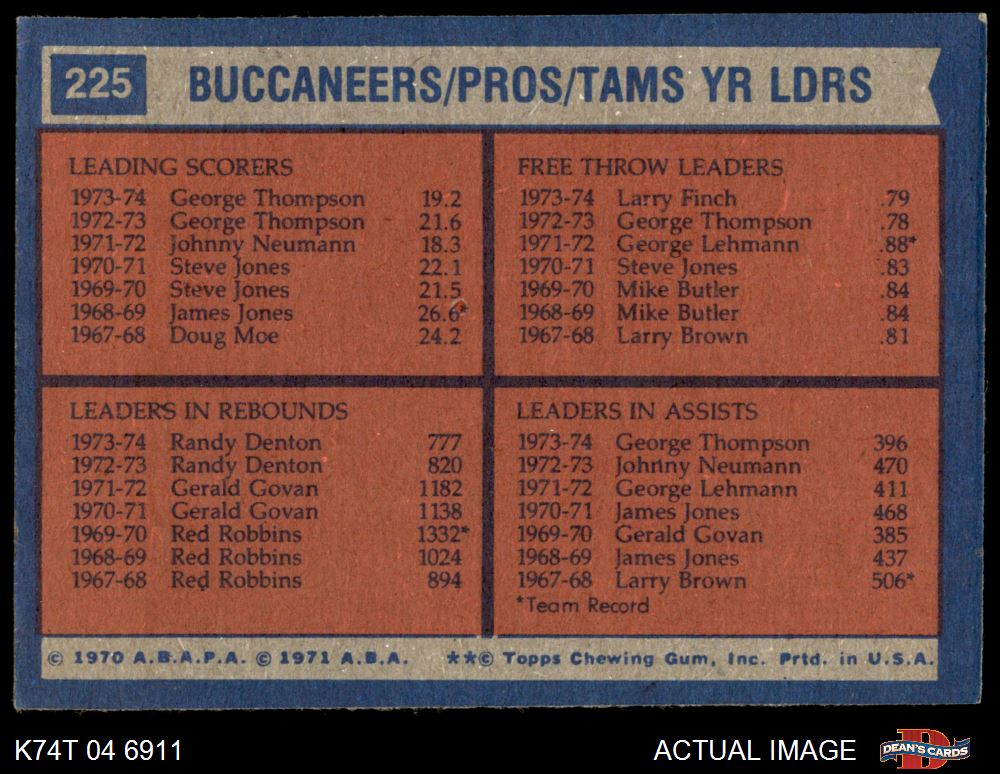 225 BUCCANEERS/PROS/TAMS YR LDRS
LEADING SCORERS
1973-74 George Thompson 19.2
1972-73 George Thompson 21.6
1971-72 Johnny Neumann 18.3
1970-71 Steve Jones 22.1
1969-70 Steve Jones 21.5
1968-69 James Jones 26.6*
1967-68 Doug Moe 24.2
FREE THROW LEADERS
1973-74 Larry Finch .79
1972-73 George Thompson .78
1971-72 George Lehmann .88*
1970-71 Steve Jones .83
1969-70 Mike Butler .84
1968-69 Mike Butler .84
1967-68 Larry Brown .81
LEADERS IN REBOUNDS
1973-74 Randy Denton 777
1972-73 Randy Denton 820
1971-72 Gerald Govan 1182
1970-71 Gerald Govan 1138
1969-70 Red Robbins 1332*
1968-69 Red Robbins 1024
1967-68 Red Robbins 894
LEADERS IN ASSISTS
1973-74 George Thompson 396
1972-73 Johnny Neumann 470
1971-72 George Lehmann 411
1970-71 James Jones 468
1969-70 Gerald Govan 385
1968-69 James Jones 437
1967-68 Larry Brown 506*
*Team Record
© 1970 A.B.A.P.A. © 1971 A.B.A. **© Topps Chewing Gum, Inc. Prtd. in U.S.A.
K74T 04 6911 ACTUAL IMAGE DEAN'S CARDS